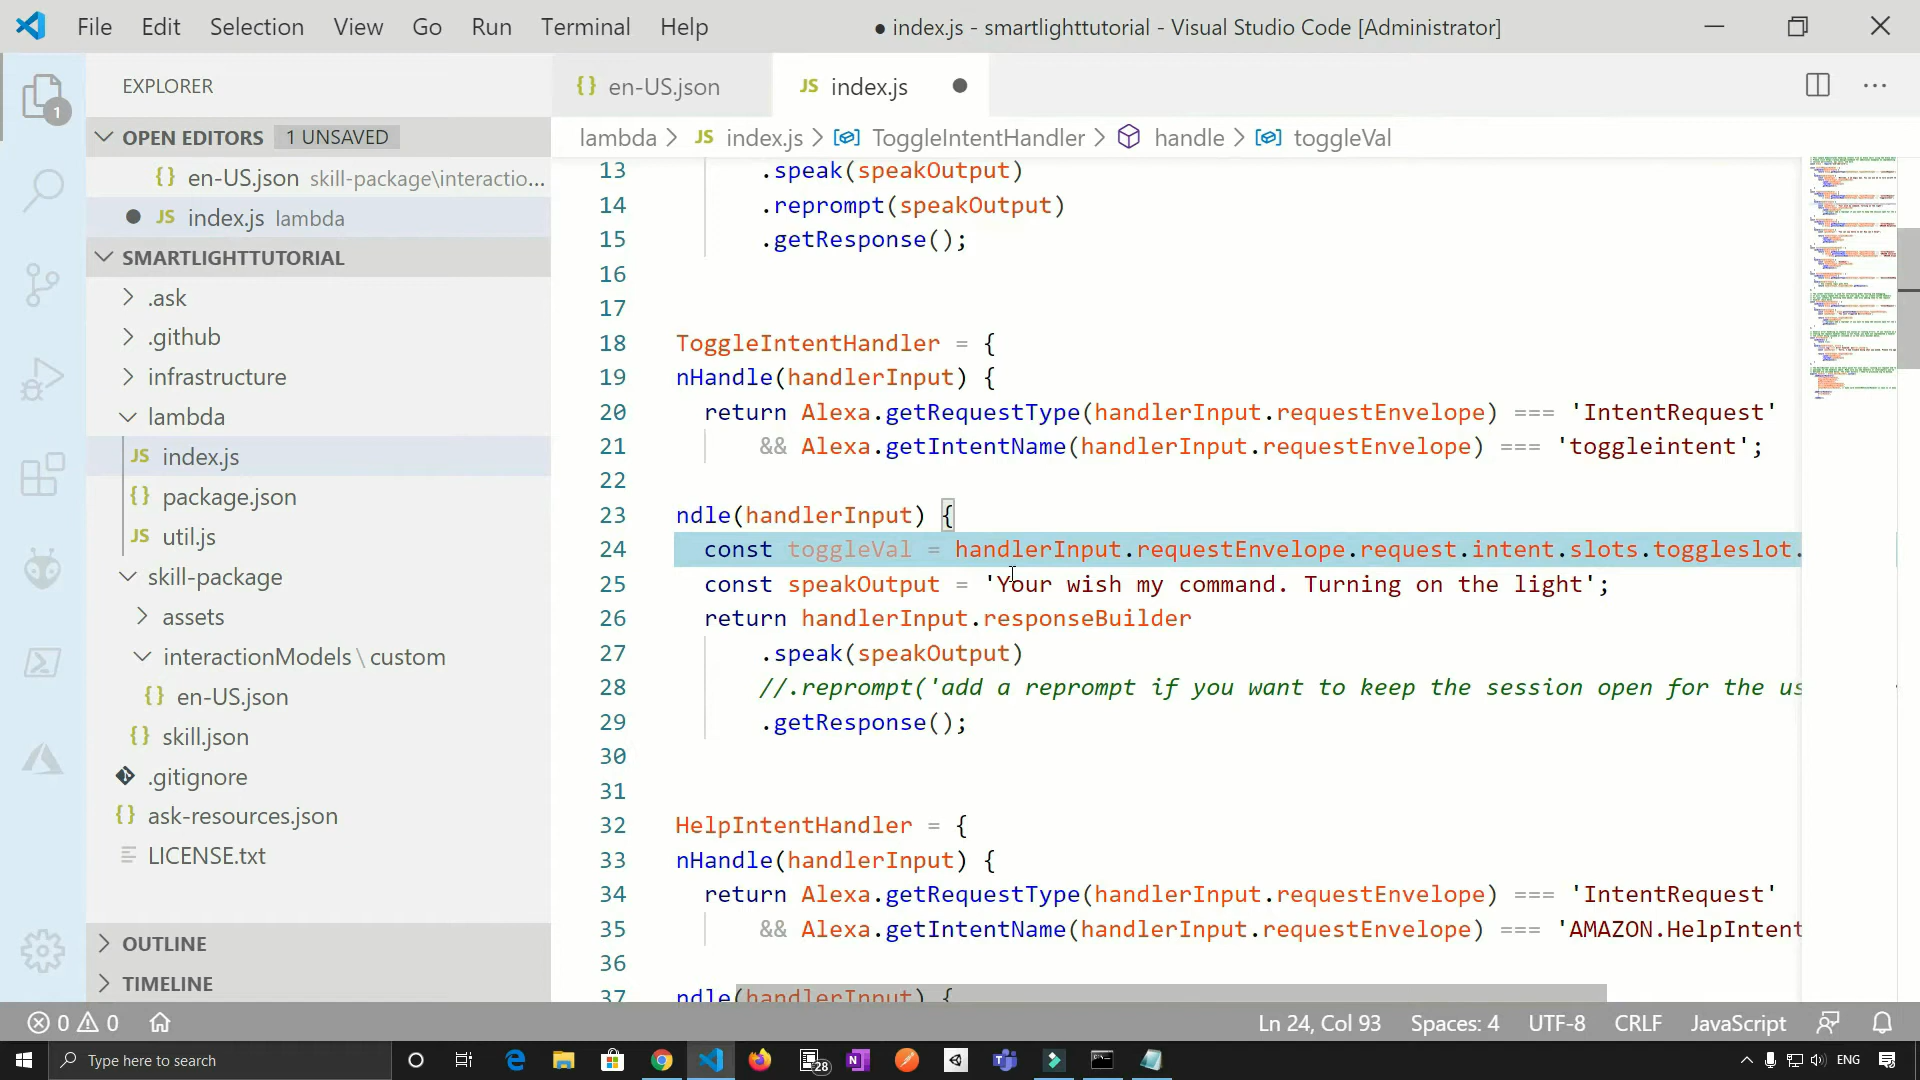 File Edit Selection View Go Run Terminal Help ● index.js - smartlighttutorial - Visual Studio Code [Administrator]
EXPLORER
{} en-US.json JS index.js
1
OPEN EDITORS 1 UNSAVED
lambda > JS index.js > ToggleIntentHandler > handle > toggleVal
{} en-US.json skill-package\interactio...
JS index.js lambda
SMARTLIGHTTUTORIAL
.ask
.github
infrastructure
lambda
JS index.js
{} package.json
JS util.js
skill-package
assets
interactionModels \ custom
{} en-US.json
{} skill.json
.gitignore
{} ask-resources.json
LICENSE.txt
OUTLINE
TIMELINE
13 .speak(speakOutput)
14 .reprompt(speakOutput)
15 .getResponse();
16
17
18 ToggleIntentHandler = {
19 nHandle(handlerInput) {
20 return Alexa.getRequestType(handlerInput.requestEnvelope) === 'IntentRequest'
21 && Alexa.getIntentName(handlerInput.requestEnvelope) === 'toggleintent';
22
23 ndle(handlerInput) {
24 const toggleVal = handlerInput.requestEnvelope.request.intent.slots.toggleslot.
25 const speakOutput = 'Your wish my command. Turning on the light';
26 return handlerInput.responseBuilder
27 .speak(speakOutput)
28 //.reprompt('add a reprompt if you want to keep the session open for the us
29 .getResponse();
30
31
32 HelpIntentHandler = {
33 nHandle(handlerInput) {
34 return Alexa.getRequestType(handlerInput.requestEnvelope) === 'IntentRequest'
35 && Alexa.getIntentName(handlerInput.requestEnvelope) === 'AMAZON.HelpIntent
36
37 ndle(handlerInput) {
0 0 Ln 24, Col 93 Spaces: 4 UTF-8 CRLF JavaScript
Type here to search 28 ENG